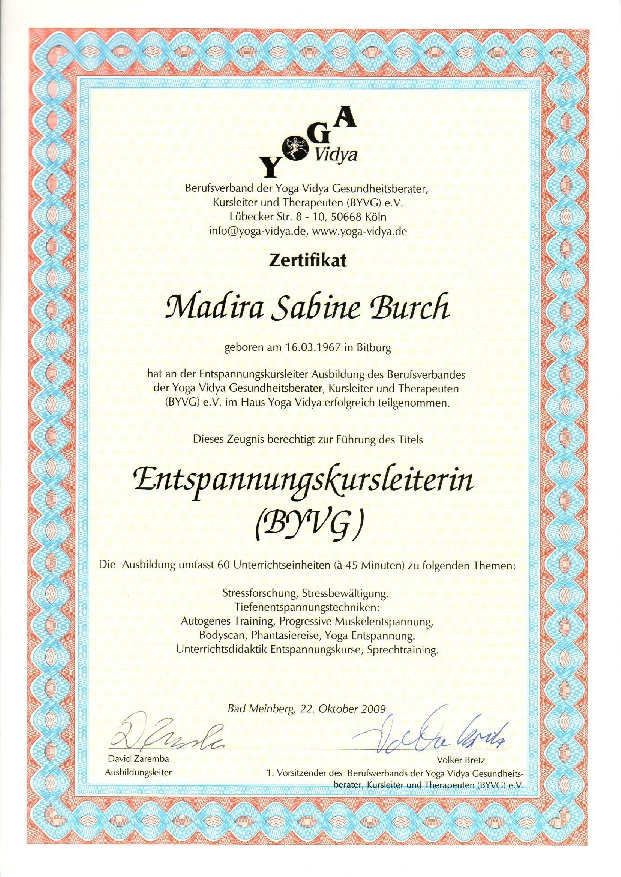 YOGA
Vidya
Berufsverband der Yoga Vidya Gesundheitsberater,
Kursleiter und Therapeuten (BYVG) e.V.
Lübecker Str. 8 - 10, 50668 Köln
info@yoga-vidya.de, www.yoga-vidya.de
Zertifikat
Madira Sabine Burch
geboren am 16.03.1967 in Bitburg
hat an der Entspannungskursleiter Ausbildung des Berufsverbandes
der Yoga Vidya Gesundheitsberater, Kursleiter und Therapeuten
(BYVG) e.V. im Haus Yoga Vidya erfolgreich teilgenommen.
Dieses Zeugnis berechtigt zur Führung des Titels
Entspannungskursleiterin
(BYVG)
Die Ausbildung umfasst 60 Unterrichtseinheiten (à 45 Minuten) zu folgenden Themen:
Stressforschung, Stressbewältigung.
Tiefenentspannungstechniken:
Autogenes Training, Progressive Muskelentspannung,
Bodyscan, Phantasiereise, Yoga Entspannung.
Unterrichtsdidaktik Entspannungskurse, Sprechtraining.
Bad Meinberg, 22. Oktober 2009
David Zaremba
Ausbildungsleiter
Volker Bretz
1. Vorsitzender des Berufwerbands der Yoga Vidya Gesundheits-
berater, Kursleiter und Therapeuten (BYVG) e.V.